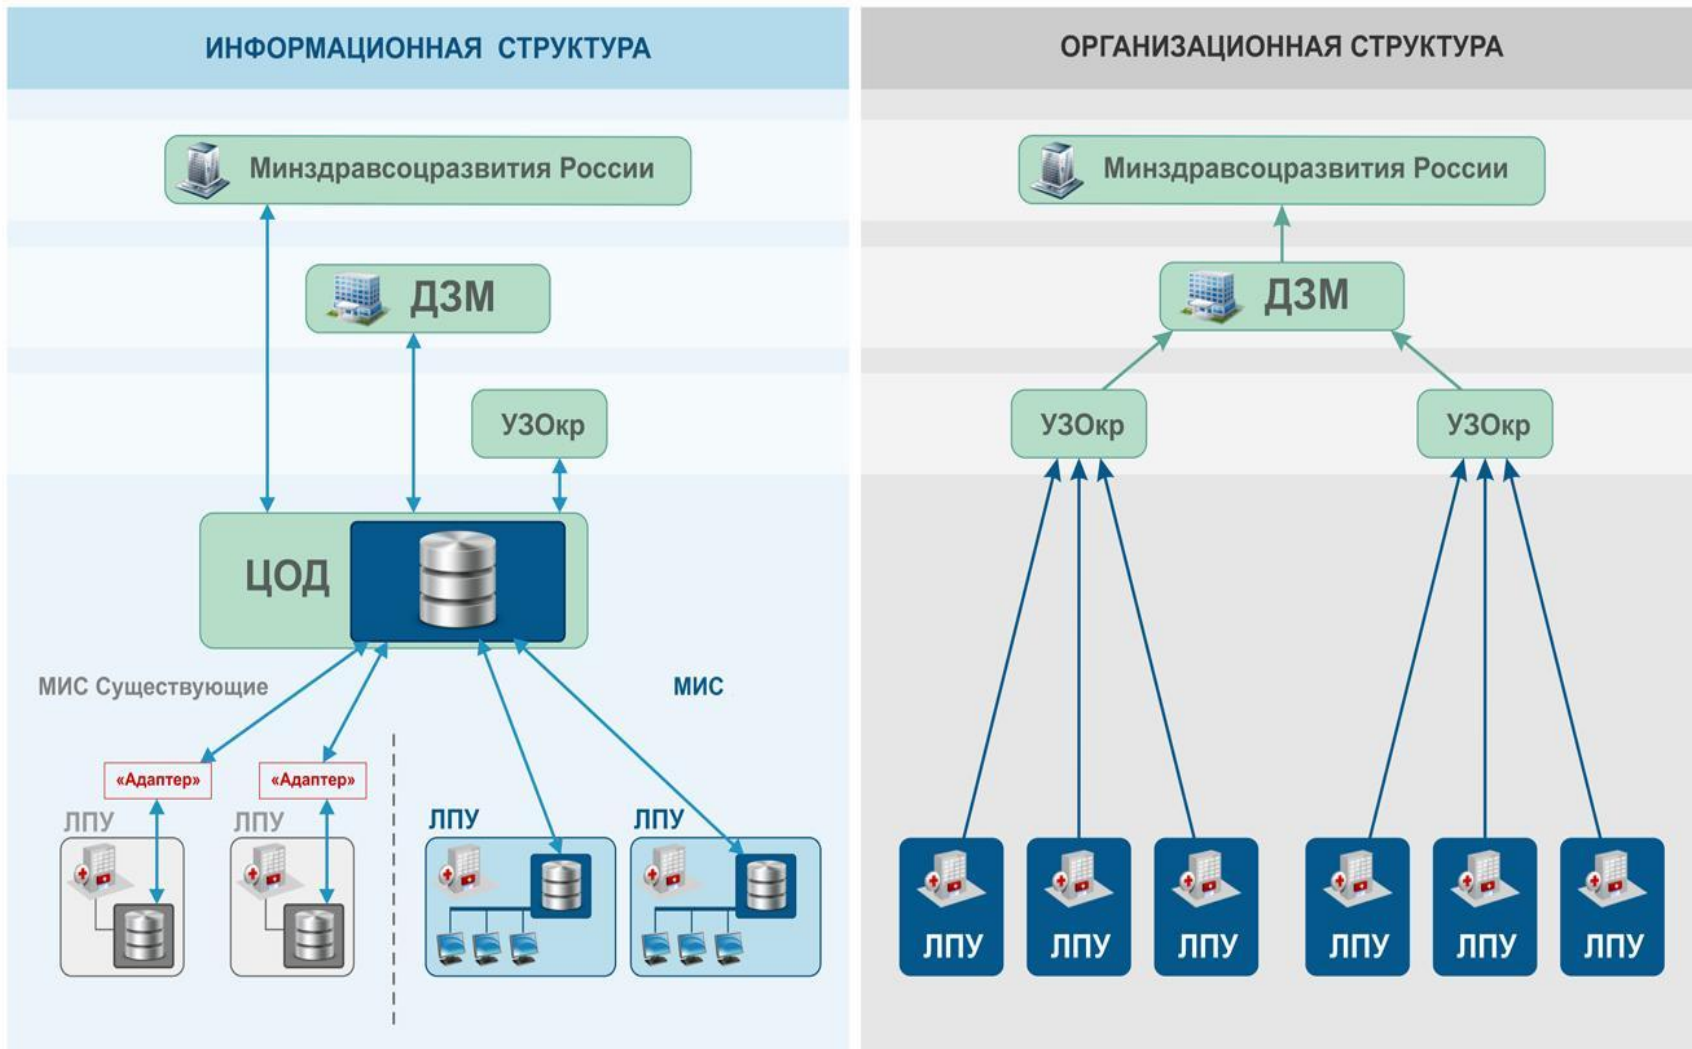 ИНФОРМАЦИОННАЯ СТРУКТУРА
Минздравсоцразвития России
ДЗМ
УЗОкр
ЦОД
МИС Существующие
МИС
«Адаптер»
«Адаптер»
ЛПУ
ЛПУ
ЛПУ
ЛПУ
ОРГАНИЗАЦИОННАЯ СТРУКТУРА
Минздравсоцразвития России
ДЗМ
УЗОкр
УЗОкр
ЛПУ
ЛПУ
ЛПУ
ЛПУ
ЛПУ
ЛПУ